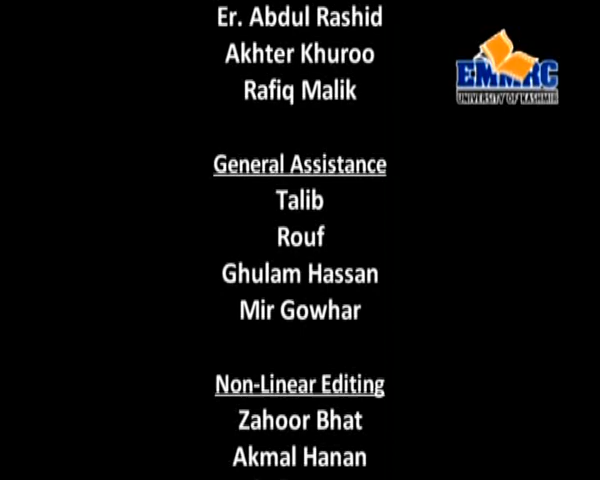 Er. Abdul Rashid
Akhter Khuroo
Rafiq Malik
EMMRC
UNIVERSITY OF KASHMIR
General Assistance
Talib
Rouf
Ghulam Hassan
Mir Gowhar
Non-Linear Editing
Zahoor Bhat
Akmal Hanan